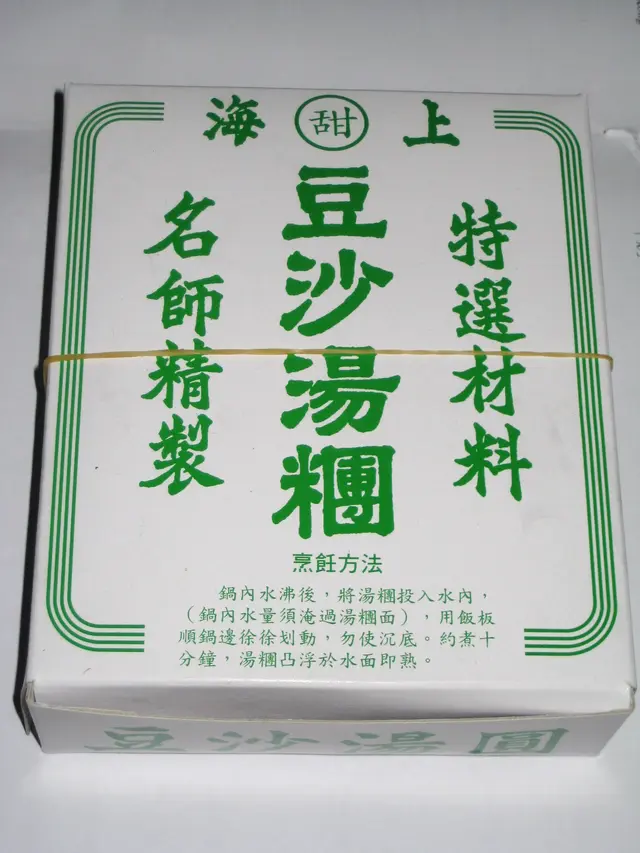 上甜海
特選材料
豆沙湯糰
名師精製
烹飪方法
鍋內水沸後，將湯糰投入水內，
（鍋內水量須淹過湯糰面），用飯板
順鍋邊徐徐划動，勿使沉底。約煮十
分鐘，湯糰凸浮於水面即熟。
豆沙湯圓